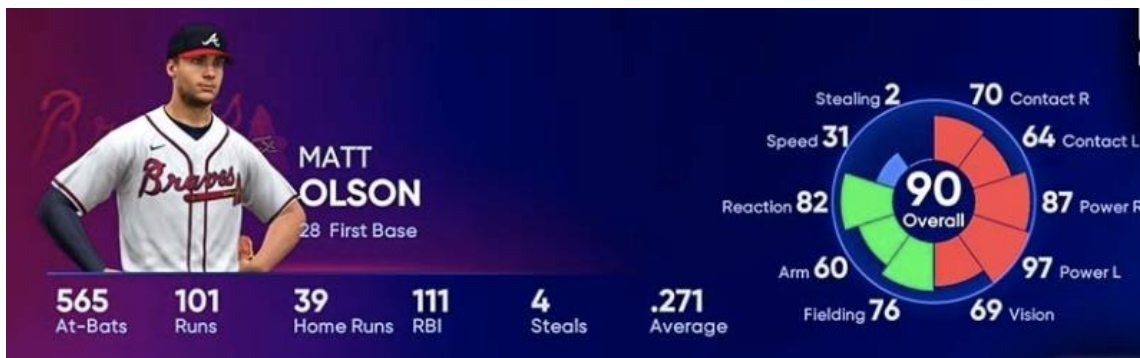 MATT
OLSON
28 First Base
565 At-Bats
101 Runs
39 Home Runs
111 RBI
4 Steals
.271 Average
Stealing 2
Speed 31
Reaction 82
Arm 60
Fielding 76
70 Contact R
64 Contact L
87 Power R
97 Power L
69 Vision
90
Overall
A
Braves